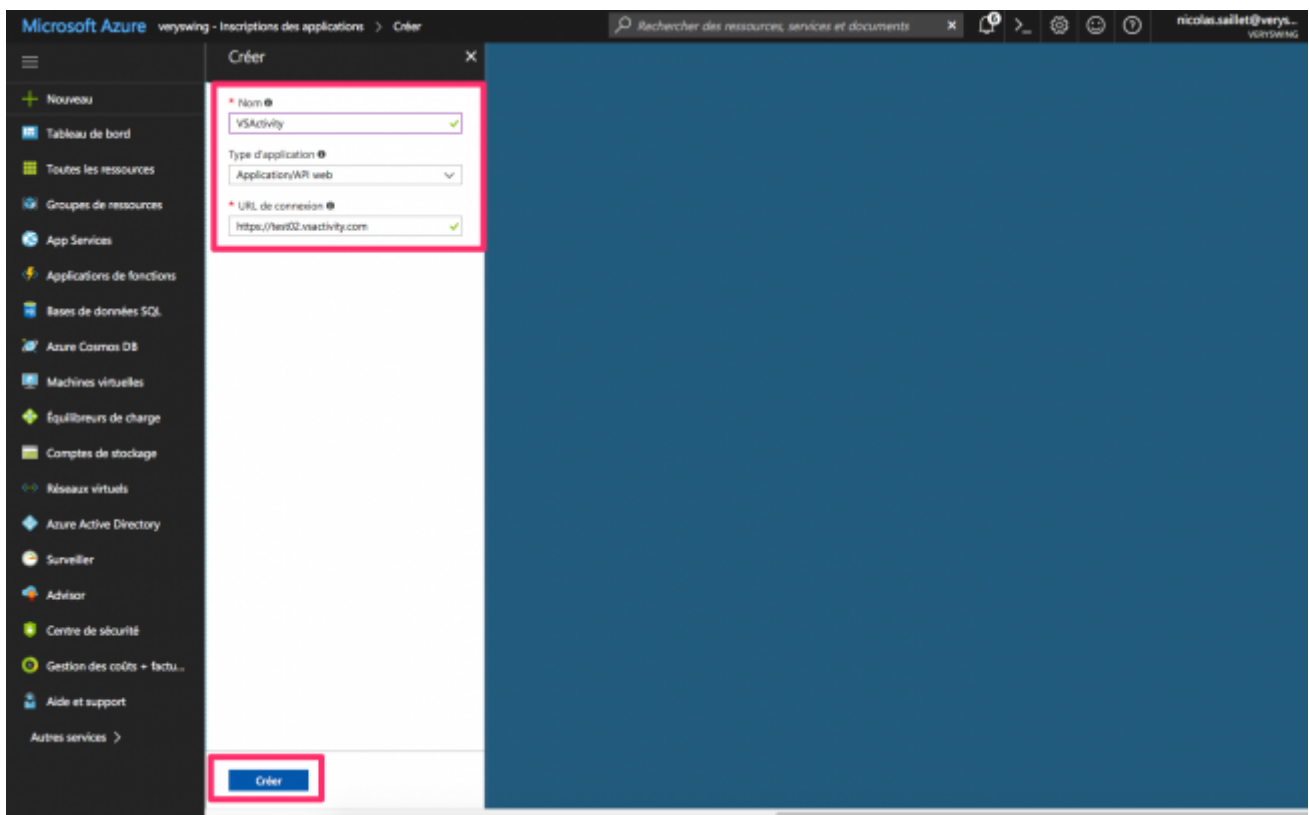 Microsoft Azure veryswing - Inscriptions des applications > Créer
Rechercher des ressources, services et documents
nicolas.saillet@verys...
VERYSWING
Créer
* Nom
VSActivity
Type d'application
Application/API web
* URL de connexion
https://test02.vsactivity.com
Nouveau
Tableau de bord
Toutes les ressources
Groupes de ressources
App Services
Applications de fonctions
Bases de données SQL
Azure Cosmos DB
Machines virtuelles
Équilibreurs de charge
Comptes de stockage
Réseaux virtuels
Azure Active Directory
Surveiller
Advisor
Centre de sécurité
Gestion des coûts + factu...
Aide et support
Autres services >
Créer